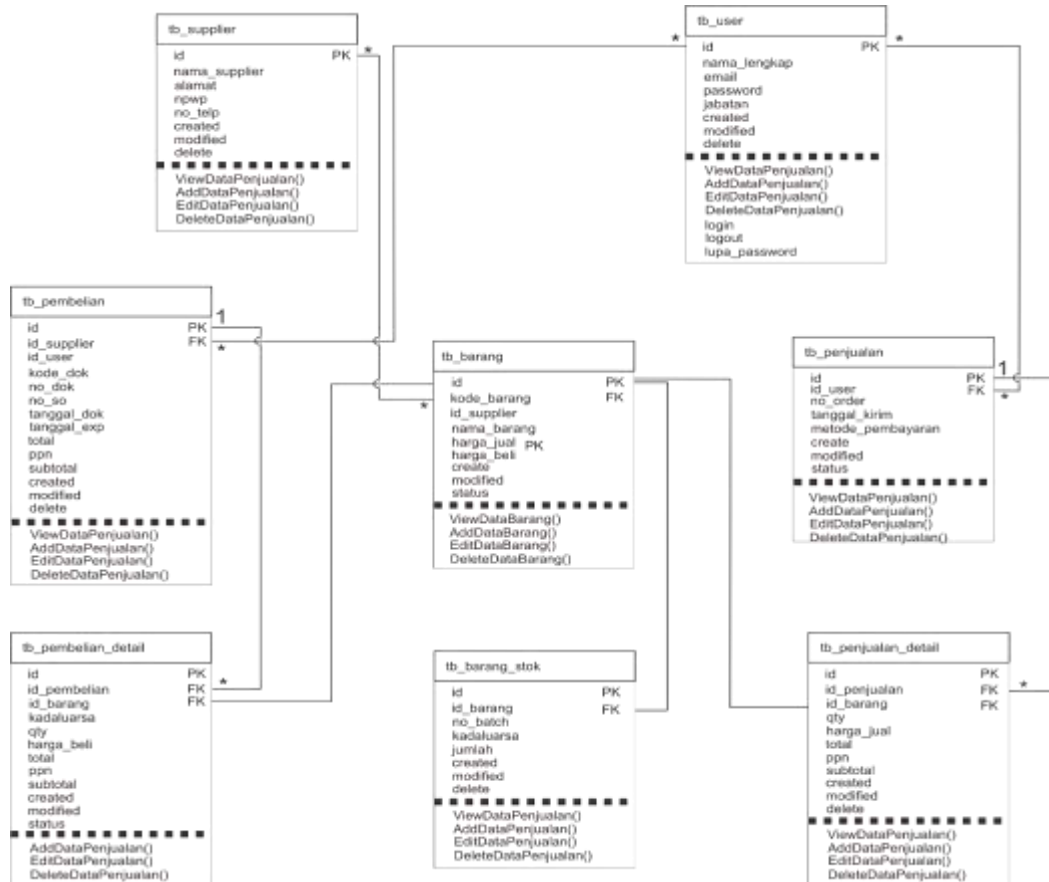 tb_supplier
id PK *
nama_supplier
alamat
npwp
no_telp
created
modified
delete
ViewDataPenjualan()
AddDataPenjualan()
EditDataPenjualan()
DeleteDataPenjualan()
tb_user
* id PK *
nama_lengkap
email
password
jabatan
created
modified
delete
ViewDataPenjualan()
AddDataPenjualan()
EditDataPenjualan()
DeleteDataPenjualan()
login
logout
lupa_password
tb_pembelian
id PK 1
id_supplier FK *
id_user
kode_dok
no_dok
no_so
tanggal_dok
tanggal_exp
total
ppn
subtotal
created
modified
delete
ViewDataPenjualan()
AddDataPenjualan()
EditDataPenjualan()
DeleteDataPenjualan()
tb_barang
id PK
* kode_barang FK
id_supplier
nama_barang
harga_jual PK
harga_beli
create
modified
status
ViewDataBarang()
AddDataBarang()
EditDataBarang()
DeleteDataBarang()
tb_penjualan
id PK 1
id_user FK *
no_order
tanggal_kirim
metode_pembayaran
create
modified
status
ViewDataPenjualan()
AddDataPenjualan()
EditDataPenjualan()
DeleteDataPenjualan()
tb_pembelian_detail
id PK
id_pembelian FK *
id_barang FK
kadaluarsa
qty
harga_beli
total
ppn
subtotal
created
modified
status
AddDataPenjualan()
EditDataPenjualan()
DeleteDataPenjualan()
tb_barang_stok
id PK
id_barang FK
no_batch
kadaluarsa
jumlah
created
modified
delete
ViewDataPenjualan()
AddDataPenjualan()
EditDataPenjualan()
DeleteDataPenjualan()
tb_penjualan_detail
id PK
id_penjualan FK *
id_barang FK
qty
harga_jual
total
ppn
subtotal
created
modified
delete
ViewDataPenjualan()
AddDataPenjualan()
EditDataPenjualan()
DeleteDataPenjualan()